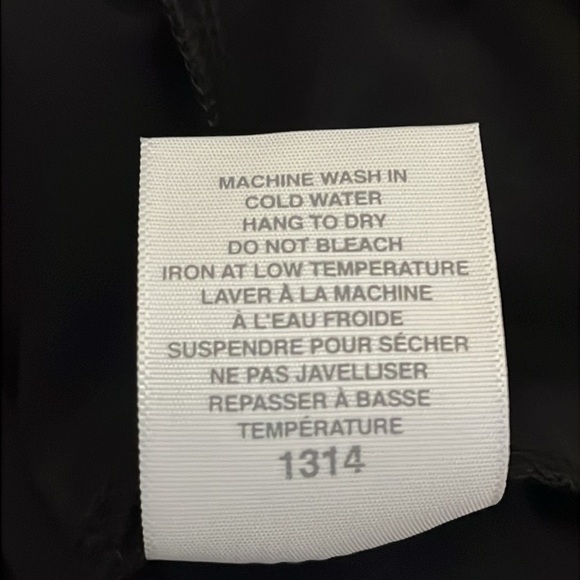 MACHINE WASH IN
COLD WATER
HANG TO DRY
DO NOT BLEACH
IRON AT LOW TEMPERATURE
LAVER À LA MACHINE
À L'EAU FROIDE
SUSPENDRE POUR SÉCHER
NE PAS JAVELLISER
REPASSER À BASSE
TEMPÉRATURE
1314